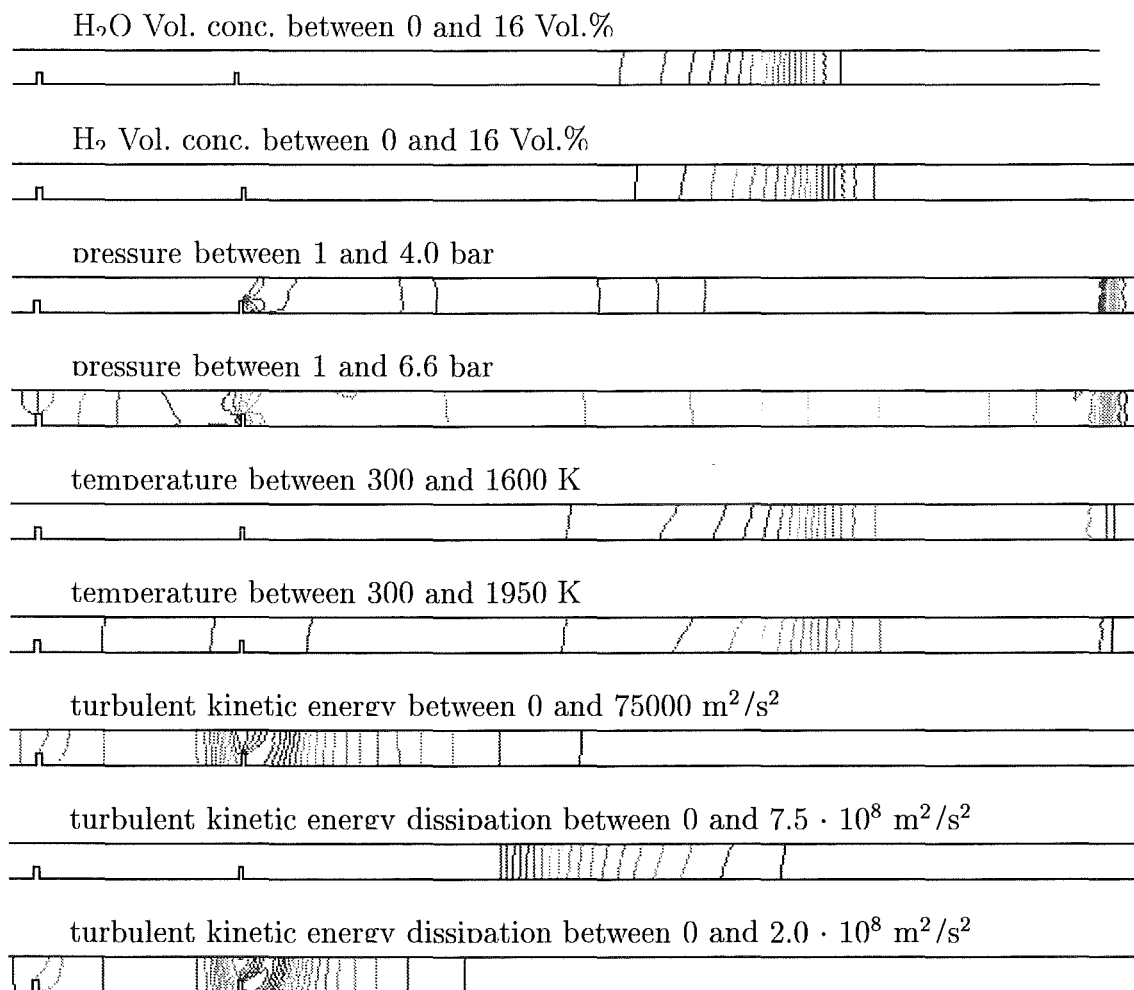 H₂O Vol. conc. between 0 and 16 Vol.%
H₂ Vol. conc. between 0 and 16 Vol.%
pressure between 1 and 4.0 bar
pressure between 1 and 6.6 bar
temperature between 300 and 1600 K
temperature between 300 and 1950 K
turbulent kinetic energy between 0 and 75000 m²/s²
turbulent kinetic energy dissipation between 0 and 7.5 · 10⁸ m²/s²
turbulent kinetic energy dissipation between 0 and 2.0 · 10⁸ m²/s²